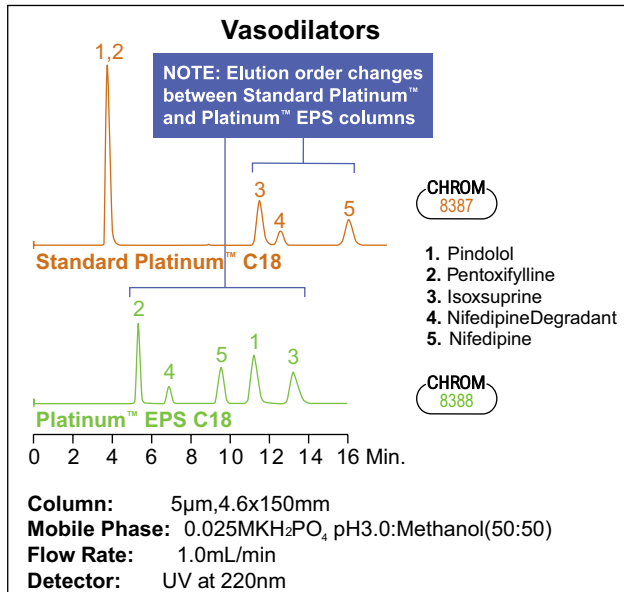 Vasodilators
1,2
NOTE: Elution order changes
between Standard Platinum™
and Platinum™ EPS columns
3
4
5
Standard Platinum™ C18
CHROM
8387
1. Pindolol
2. Pentoxifylline
3. Isoxsuprine
4. NifedipineDegradant
5. Nifedipine
2
4
5
1
3
Platinum™ EPS C18
CHROM
8388
0 2 4 6 8 10 12 14 16 Min.
Column: 5µm,4.6x150mm
Mobile Phase: 0.025MKH₂PO₄ pH3.0:Methanol(50:50)
Flow Rate: 1.0mL/min
Detector: UV at 220nm